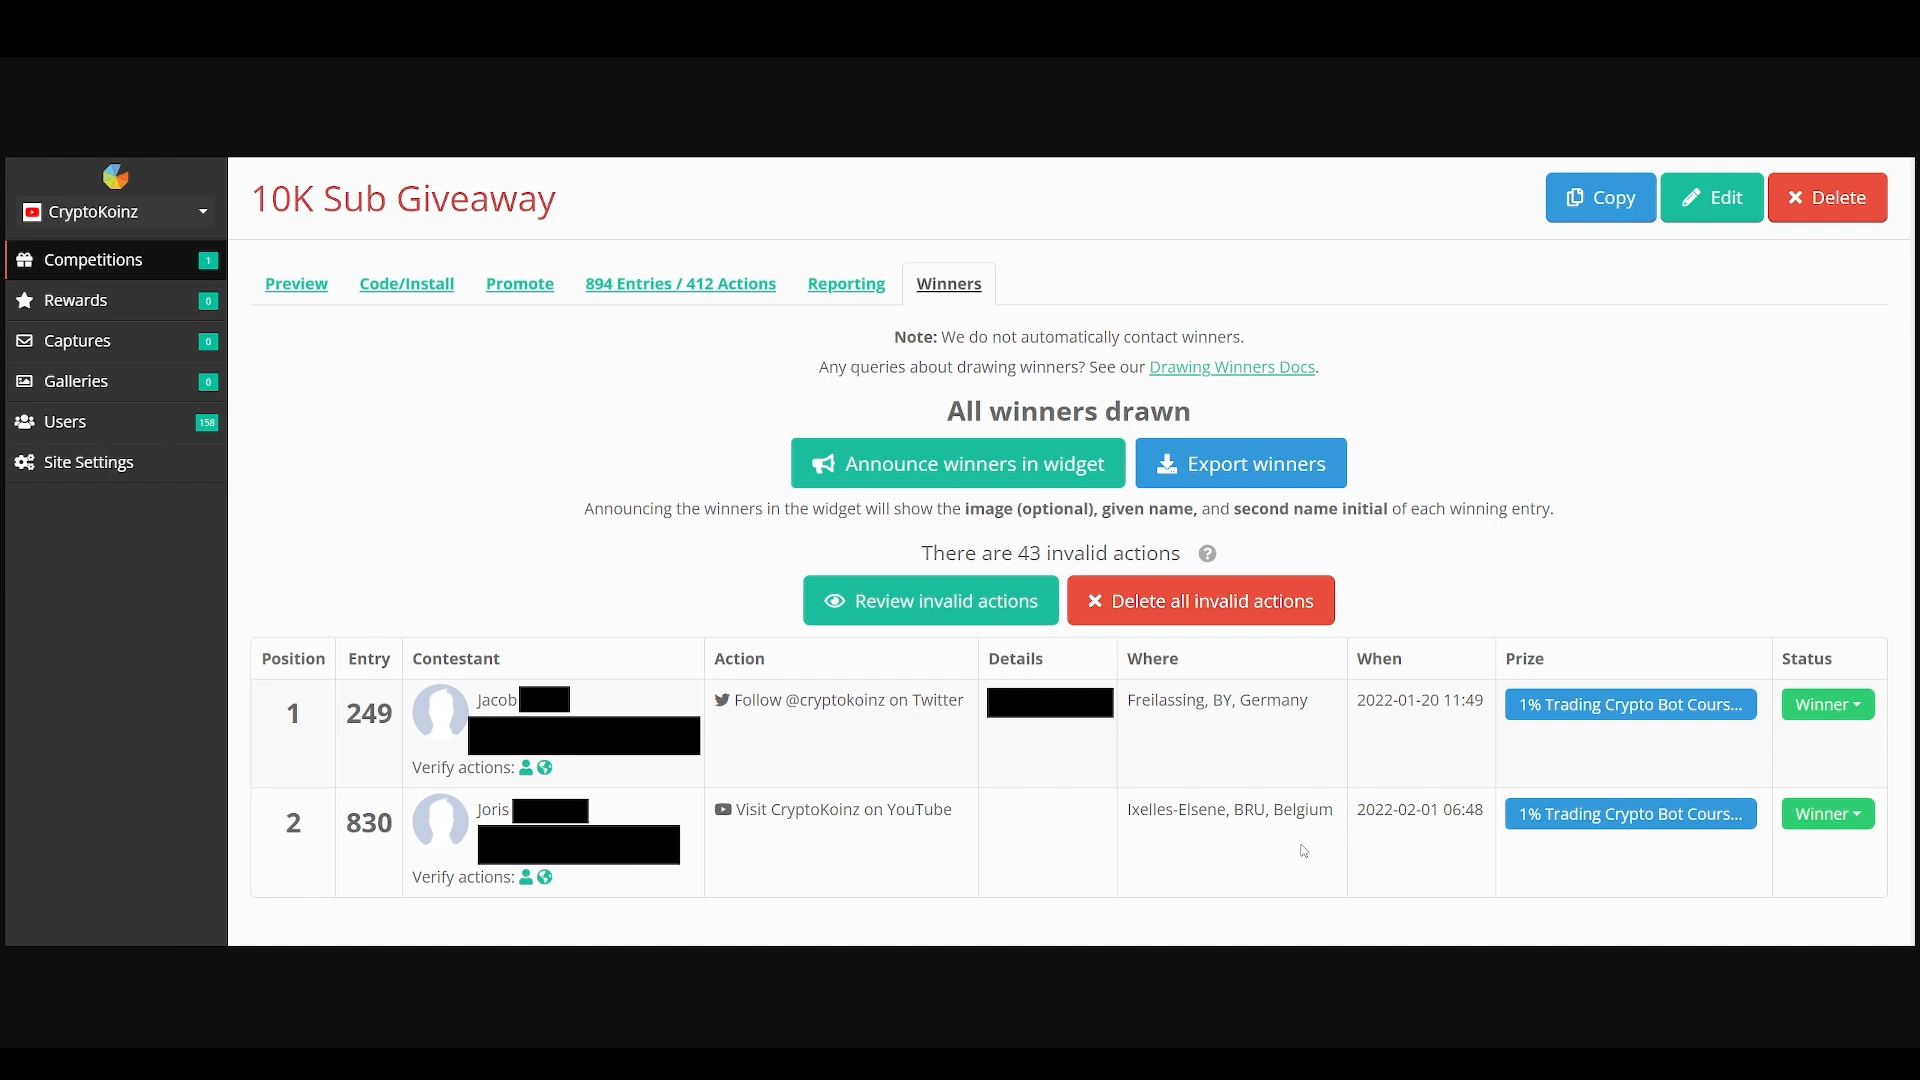 CryptoKoinz
Competitions 1
Rewards 0
Captures 0
Galleries 0
Users 158
Site Settings
10K Sub Giveaway
Copy
Edit
Delete
Preview
Code/Install
Promote
894 Entries / 412 Actions
Reporting
Winners
Note: We do not automatically contact winners.
Any queries about drawing winners? See our Drawing Winners Docs.
All winners drawn
Announce winners in widget
Export winners
Announcing the winners in the widget will show the image (optional), given name, and second name initial of each winning entry.
There are 43 invalid actions ?
Review invalid actions
Delete all invalid actions
Position Entry Contestant Action Details Where When Prize Status
1 249 Jacob Follow @cryptokoinz on Twitter Freilassing, BY, Germany 2022-01-20 11:49 1% Trading Crypto Bot Cours... Winner
Verify actions:
2 830 Joris Visit CryptoKoinz on YouTube Ixelles-Elsene, BRU, Belgium 2022-02-01 06:48 1% Trading Crypto Bot Cours... Winner
Verify actions: